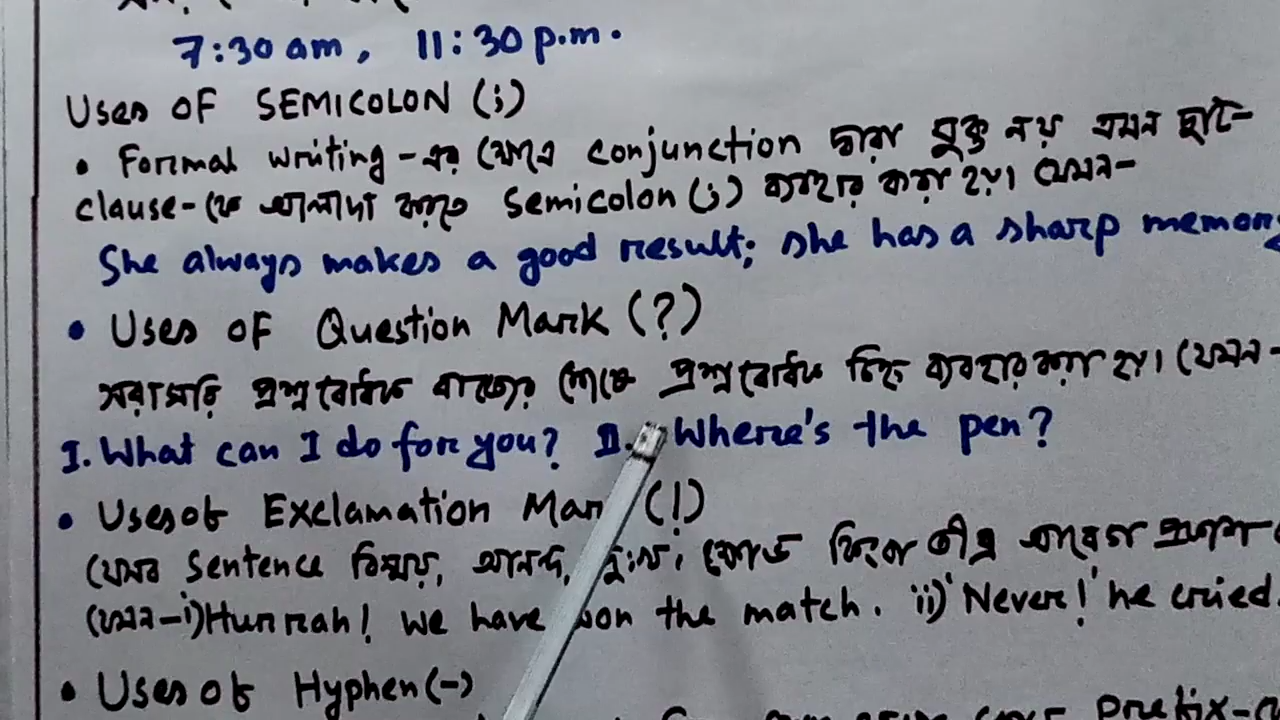 7:30 am, 11:30 p.m.
Uses of SEMICOLON (;)
• Formal writing-এর ক্ষেত্রে conjunction দ্বারা যুক্ত নয় এমন দুটি
clause-কে আলাদা করতে Semicolon (;) ব্যবহার করা হয়। যেমন-
She always makes a good result; she has a sharp memory
• Uses of Question Mark (?)
সরাসরি প্রশ্নবোধক বাক্যের শেষে প্রশ্নবোধক চিহ্ন ব্যবহার করা হয়। যেমন-
I. What can I do for you? II. Where's the pen?
• Uses of Exclamation Mark (!)
যেসব Sentence বিস্ময়, আনন্দ, দুঃখ, ক্ষোভ কিংবা তীব্র আবেগ প্রকাশ
যেমন-i) Hurrah! We have won the match. ii) 'Never!' he cried.
• Uses of Hyphen (-)
prefix-